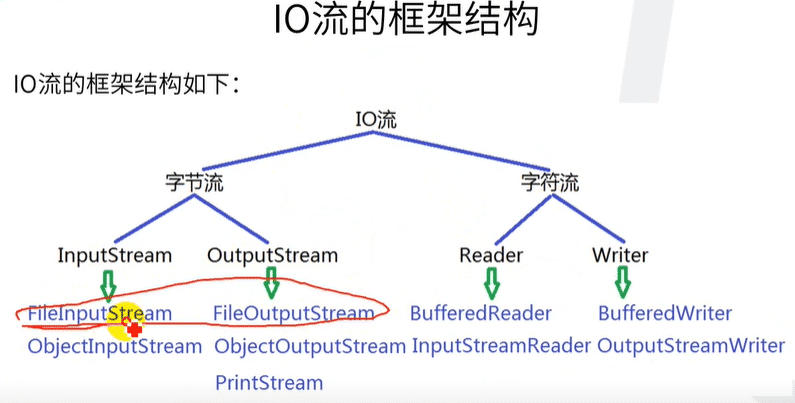 IO流的框架结构
IO流的框架结构如下：
IO流
字节流 字符流
InputStream OutputStream Reader Writer
FileInputStream FileOutputStream BufferedReader BufferedWriter
ObjectInputStream ObjectOutputStream InputStreamReader OutputStreamWriter
PrintStream